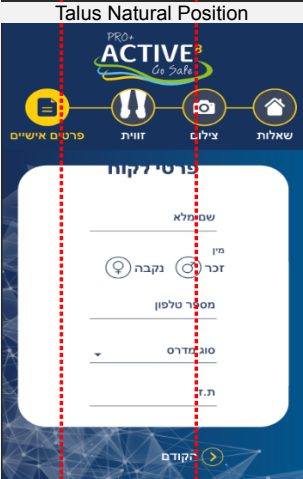 Talus Natural Position
PRO+
ACTIVE³
Go Safe
שאלות צילום זווית פרטים אישיים
פרטי לקוח
שם מלא
מין
זכר נקבה
מספר טלפון
סוג מדרס
ת.ז
הקודם